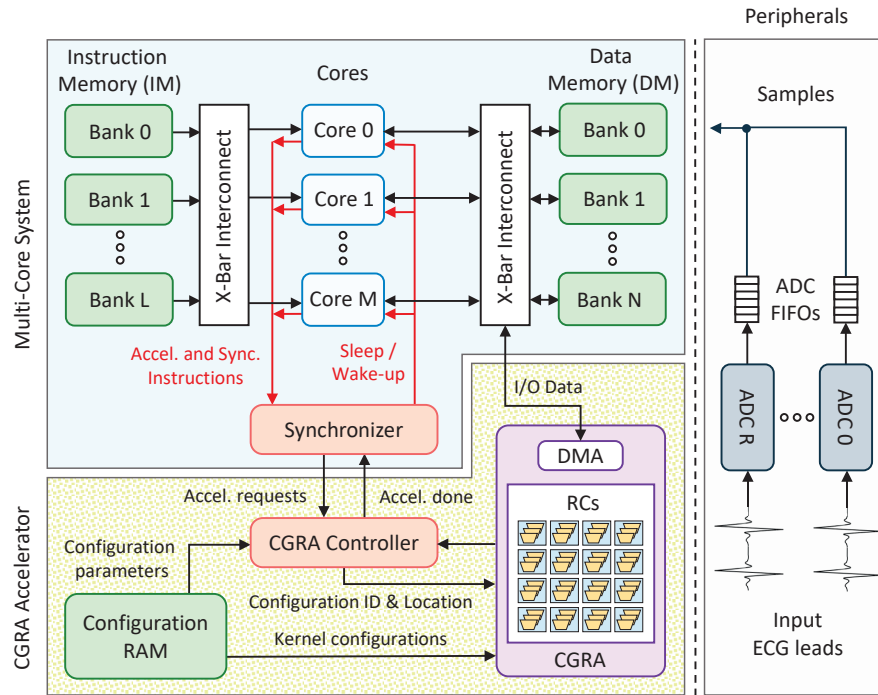 Peripherals
Instruction
Memory (IM)
Cores
Data
Memory (DM)
Samples
Bank 0
Core 0
Bank 0
Bank 1
Core 1
Bank 1
Bank L
Core M
Bank N
X-Bar Interconnect
X-Bar Interconnect
Multi-Core System
ADC
FIFOs
Accel. and Sync.
Instructions
Sleep /
Wake-up
I/O Data
ADC R
ADC 0
Synchronizer
DMA
Accel. requests
Accel. done
RCs
CGRA Controller
Configuration
parameters
Configuration ID & Location
Configuration
RAM
Kernel configurations
CGRA
CGRA Accelerator
Input
ECG leads